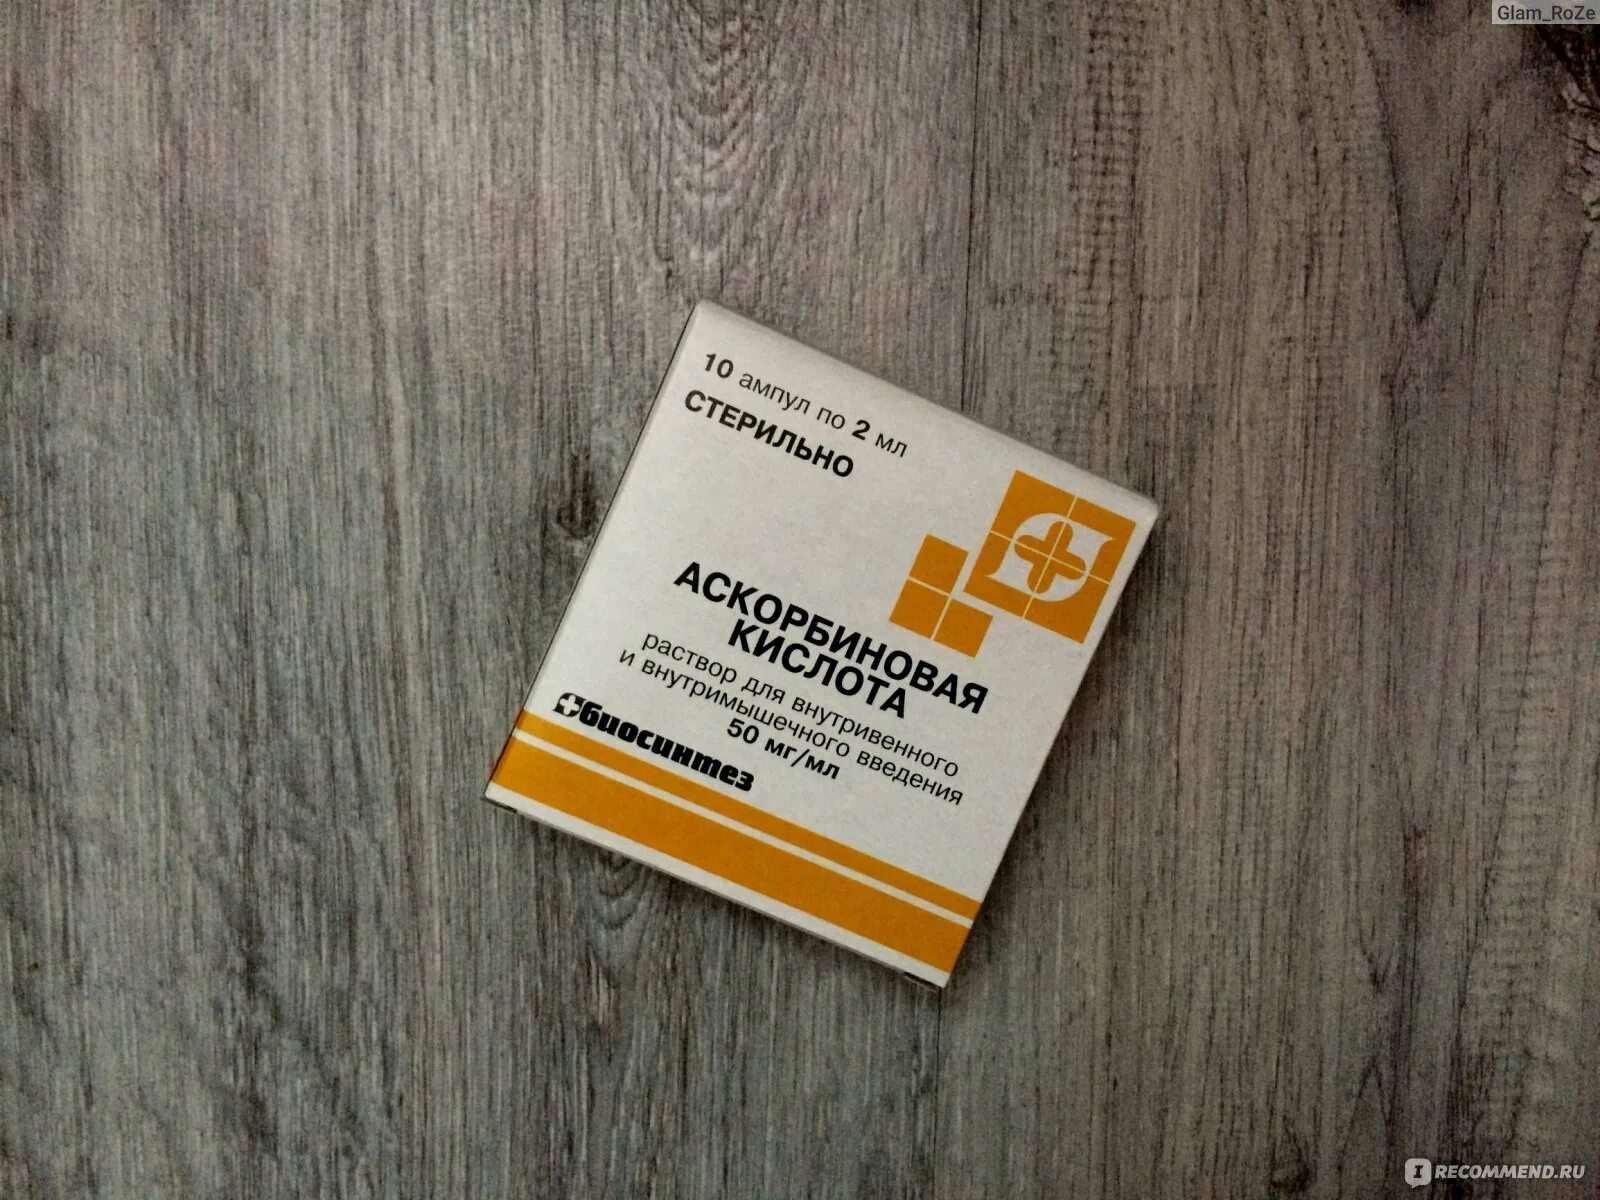 Glam_RoZe
10 ампул по 2 мл
СТЕРИЛЬНО
АСКОРБИНОВАЯ
КИСЛОТА
раствор для внутривенного
и внутримышечного введения
50 мг/мл
биосинтез
IRECOMMEND.RU